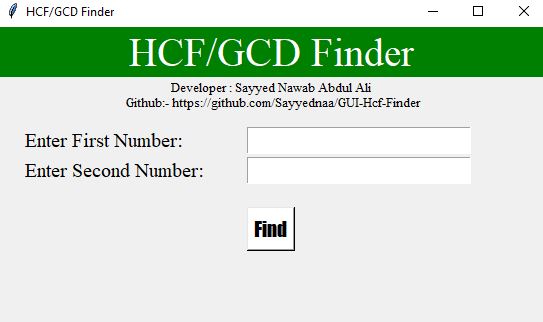 HCF/GCD Finder
HCF/GCD Finder
Developer : Sayyed Nawab Abdul Ali
Github:- https://github.com/Sayyednaa/GUI-Hcf-Finder
Enter First Number:
Enter Second Number:
Find